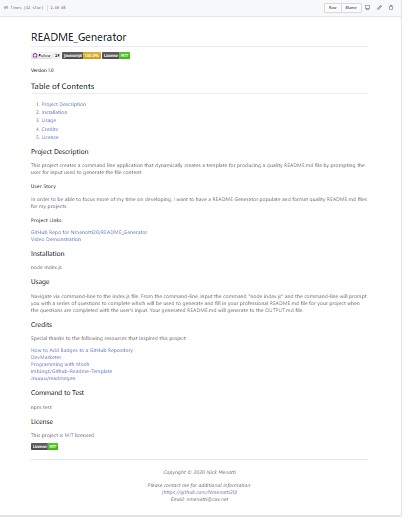 Raw
Blame
README_Generator
Follow 24 javascript 100.0% License MIT
Version 1.0
Table of Contents
1. Project Description
2. Installation
3. Usage
4. Credits
5. License
Project Description
This project creates a command line application that dynamically creates a template for producing a quality README.md file by prompting the
user for input used to generate the file content
User Story
In order to be able to focus more of my time on developing, I want to have a README Generator populate and format quality README.md files
for my projects.
Project Links:
GitHub Repo for Nmenotti20/README_Generator
Video Demonstration
Installation
node index.js
Usage
Navigate via command-line to the index.js file. From the command-line, input the command "node index.js" and the command-line will prompt
you with a series of questions to complete which will be used to generate and fill in your professional README.md file for your project when
the questions are completed with the user's input. Your generated README.md will generate to the OUTPUT.md file.
Credits
Special thanks to the following resources that inspired this project:
How to Add Badges to a GitHub Repository
DevMarketer
Programming with Mosh
/Github-Readme-Template
/readmegen
Command to Test
npm test
License
This project is MIT licensed
License MIT
Copyright © 2020 Nick Menotti
Please contact me for additional information:
(https://github.com/Nmenotti20)
Email: nmenotti@cox.net